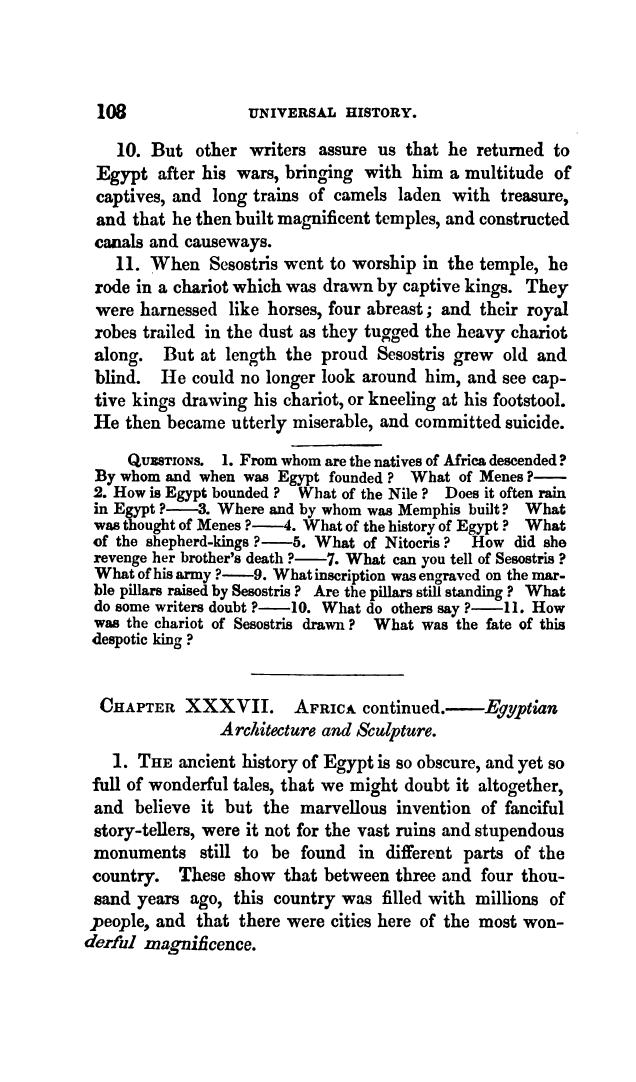 108 UNIVERSAL HISTORY.
10. But other writers assure us that he returned to
Egypt after his wars, bringing with him a multitude of
captives, and long trains of camels laden with treasure,
and that he then built magnificent temples, and constructed
canals and causeways.
11. When Sesostris went to worship in the temple, he
rode in a chariot which was drawn by captive kings. They
were harnessed like horses, four abreast; and their royal
robes trailed in the dust as they tugged the heavy chariot
along. But at length the proud Sesostris grew old and
blind. He could no longer look around him, and see cap-
tive kings drawing his chariot, or kneeling at his footstool.
He then became utterly miserable, and committed suicide.
QUESTIONS. 1. From whom are the natives of Africa descended?
By whom and when was Egypt founded? What of Menes?——
2. How is Egypt bounded? What of the Nile? Does it often rain
in Egypt?——3. Where and by whom was Memphis built? What
was thought of Menes?——4. What of the history of Egypt? What
of the shepherd-kings?——5. What of Nitocris? How did she
revenge her brother's death?——7. What can you tell of Sesostris?
What of his army?——9. What inscription was engraved on the mar-
ble pillars raised by Sesostris? Are the pillars still standing? What
do some writers doubt?——10. What do others say?——11. How
was the chariot of Sesostris drawn? What was the fate of this
despotic king?
CHAPTER XXXVII. AFRICA continued.——Egyptian
Architecture and Sculpture.
1. THE ancient history of Egypt is so obscure, and yet so
full of wonderful tales, that we might doubt it altogether,
and believe it but the marvellous invention of fanciful
story-tellers, were it not for the vast ruins and stupendous
monuments still to be found in different parts of the
country. These show that between three and four thou-
sand years ago, this country was filled with millions of
people, and that there were cities here of the most won-
derful magnificence.